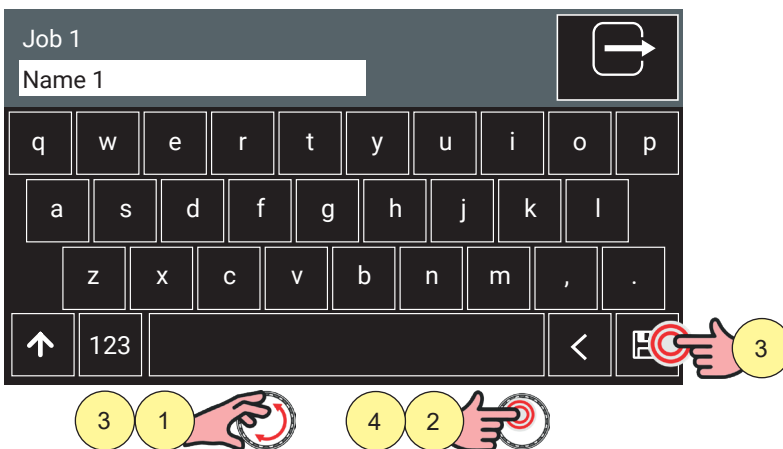 Job 1
Name 1
q w e r t y u i o p
a s d f g h j k l
z x c v b n m , .
123 <
3
3 1 4 2